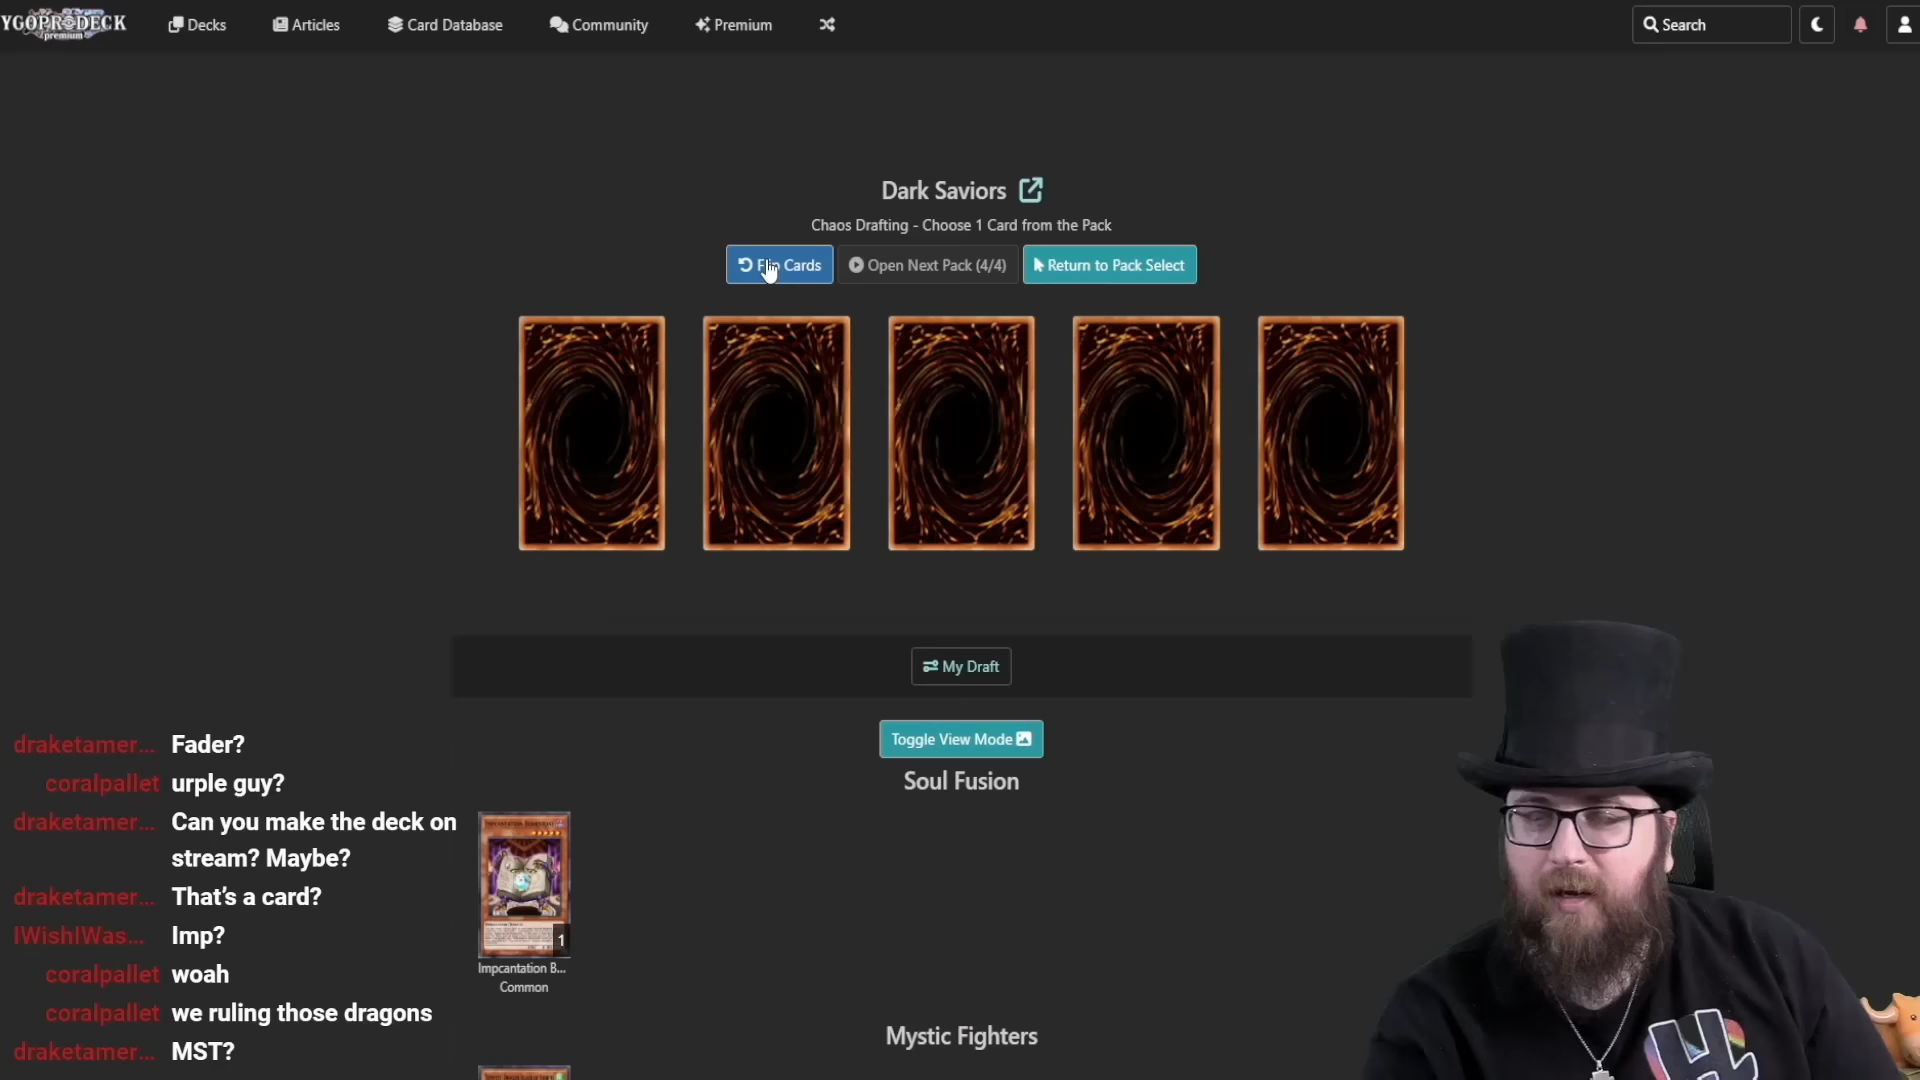 YGOPRODECK
premium
Decks
Articles
Card Database
Community
Premium
Search
Dark Saviors
Chaos Drafting - Choose 1 Card from the Pack
Cards
Open Next Pack (4/4)
Return to Pack Select
My Draft
Toggle View Mode
Soul Fusion
draketamer... Fader?
coralpallet urple guy?
draketamer... Can you make the deck on
stream? Maybe?
draketamer... That's a card?
IWishIWas... Imp?
coralpallet woah
coralpallet we ruling those dragons
draketamer... MST?
1
Impcantation B...
Common
Mystic Fighters